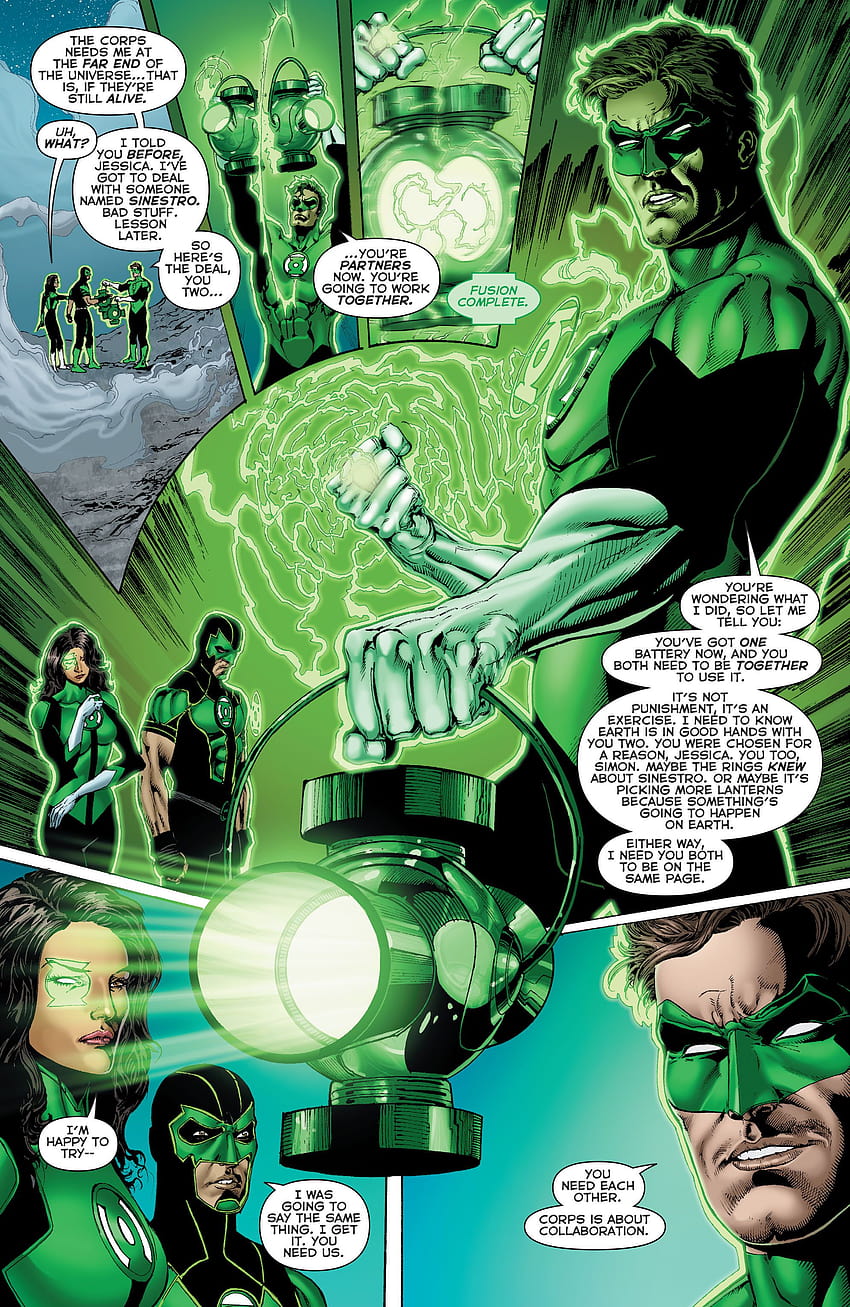 THE CORPS
NEEDS ME AT
THE FAR END OF
THE UNIVERSE...THAT
IS, IF THEY'RE
STILL ALIVE.
UH,
WHAT?
I TOLD
YOU BEFORE,
JESSICA. I'VE
GOT TO DEAL
WITH SOMEONE
NAMED SINESTRO.
BAD STUFF.
LESSON
LATER.
SO
HERE'S
THE DEAL,
YOU
TWO...
...YOU'RE
PARTNERS
NOW. YOU'RE
GOING TO WORK
TOGETHER.
FUSION
COMPLETE.
YOU'RE
WONDERING WHAT
I DID, SO LET ME
TELL YOU:
YOU'VE GOT ONE
BATTERY NOW, AND YOU
BOTH NEED TO BE TOGETHER
TO USE IT.
IT'S NOT
PUNISHMENT, IT'S AN
EXERCISE. I NEED TO KNOW
EARTH IS IN GOOD HANDS WITH
YOU TWO. YOU WERE CHOSEN FOR
A REASON, JESSICA. YOU TOO,
SIMON. MAYBE THE RINGS KNEW
ABOUT SINESTRO. OR MAYBE IT'S
PICKING MORE LANTERNS
BECAUSE SOMETHING'S
GOING TO HAPPEN
ON EARTH.
EITHER WAY,
I NEED YOU BOTH
TO BE ON THE
SAME PAGE.
I'M
HAPPY TO
TRY--
I WAS
GOING TO
SAY THE SAME
THING. I GET
IT. YOU
NEED US.
YOU
NEED EACH
OTHER.
CORPS IS ABOUT
COLLABORATION.